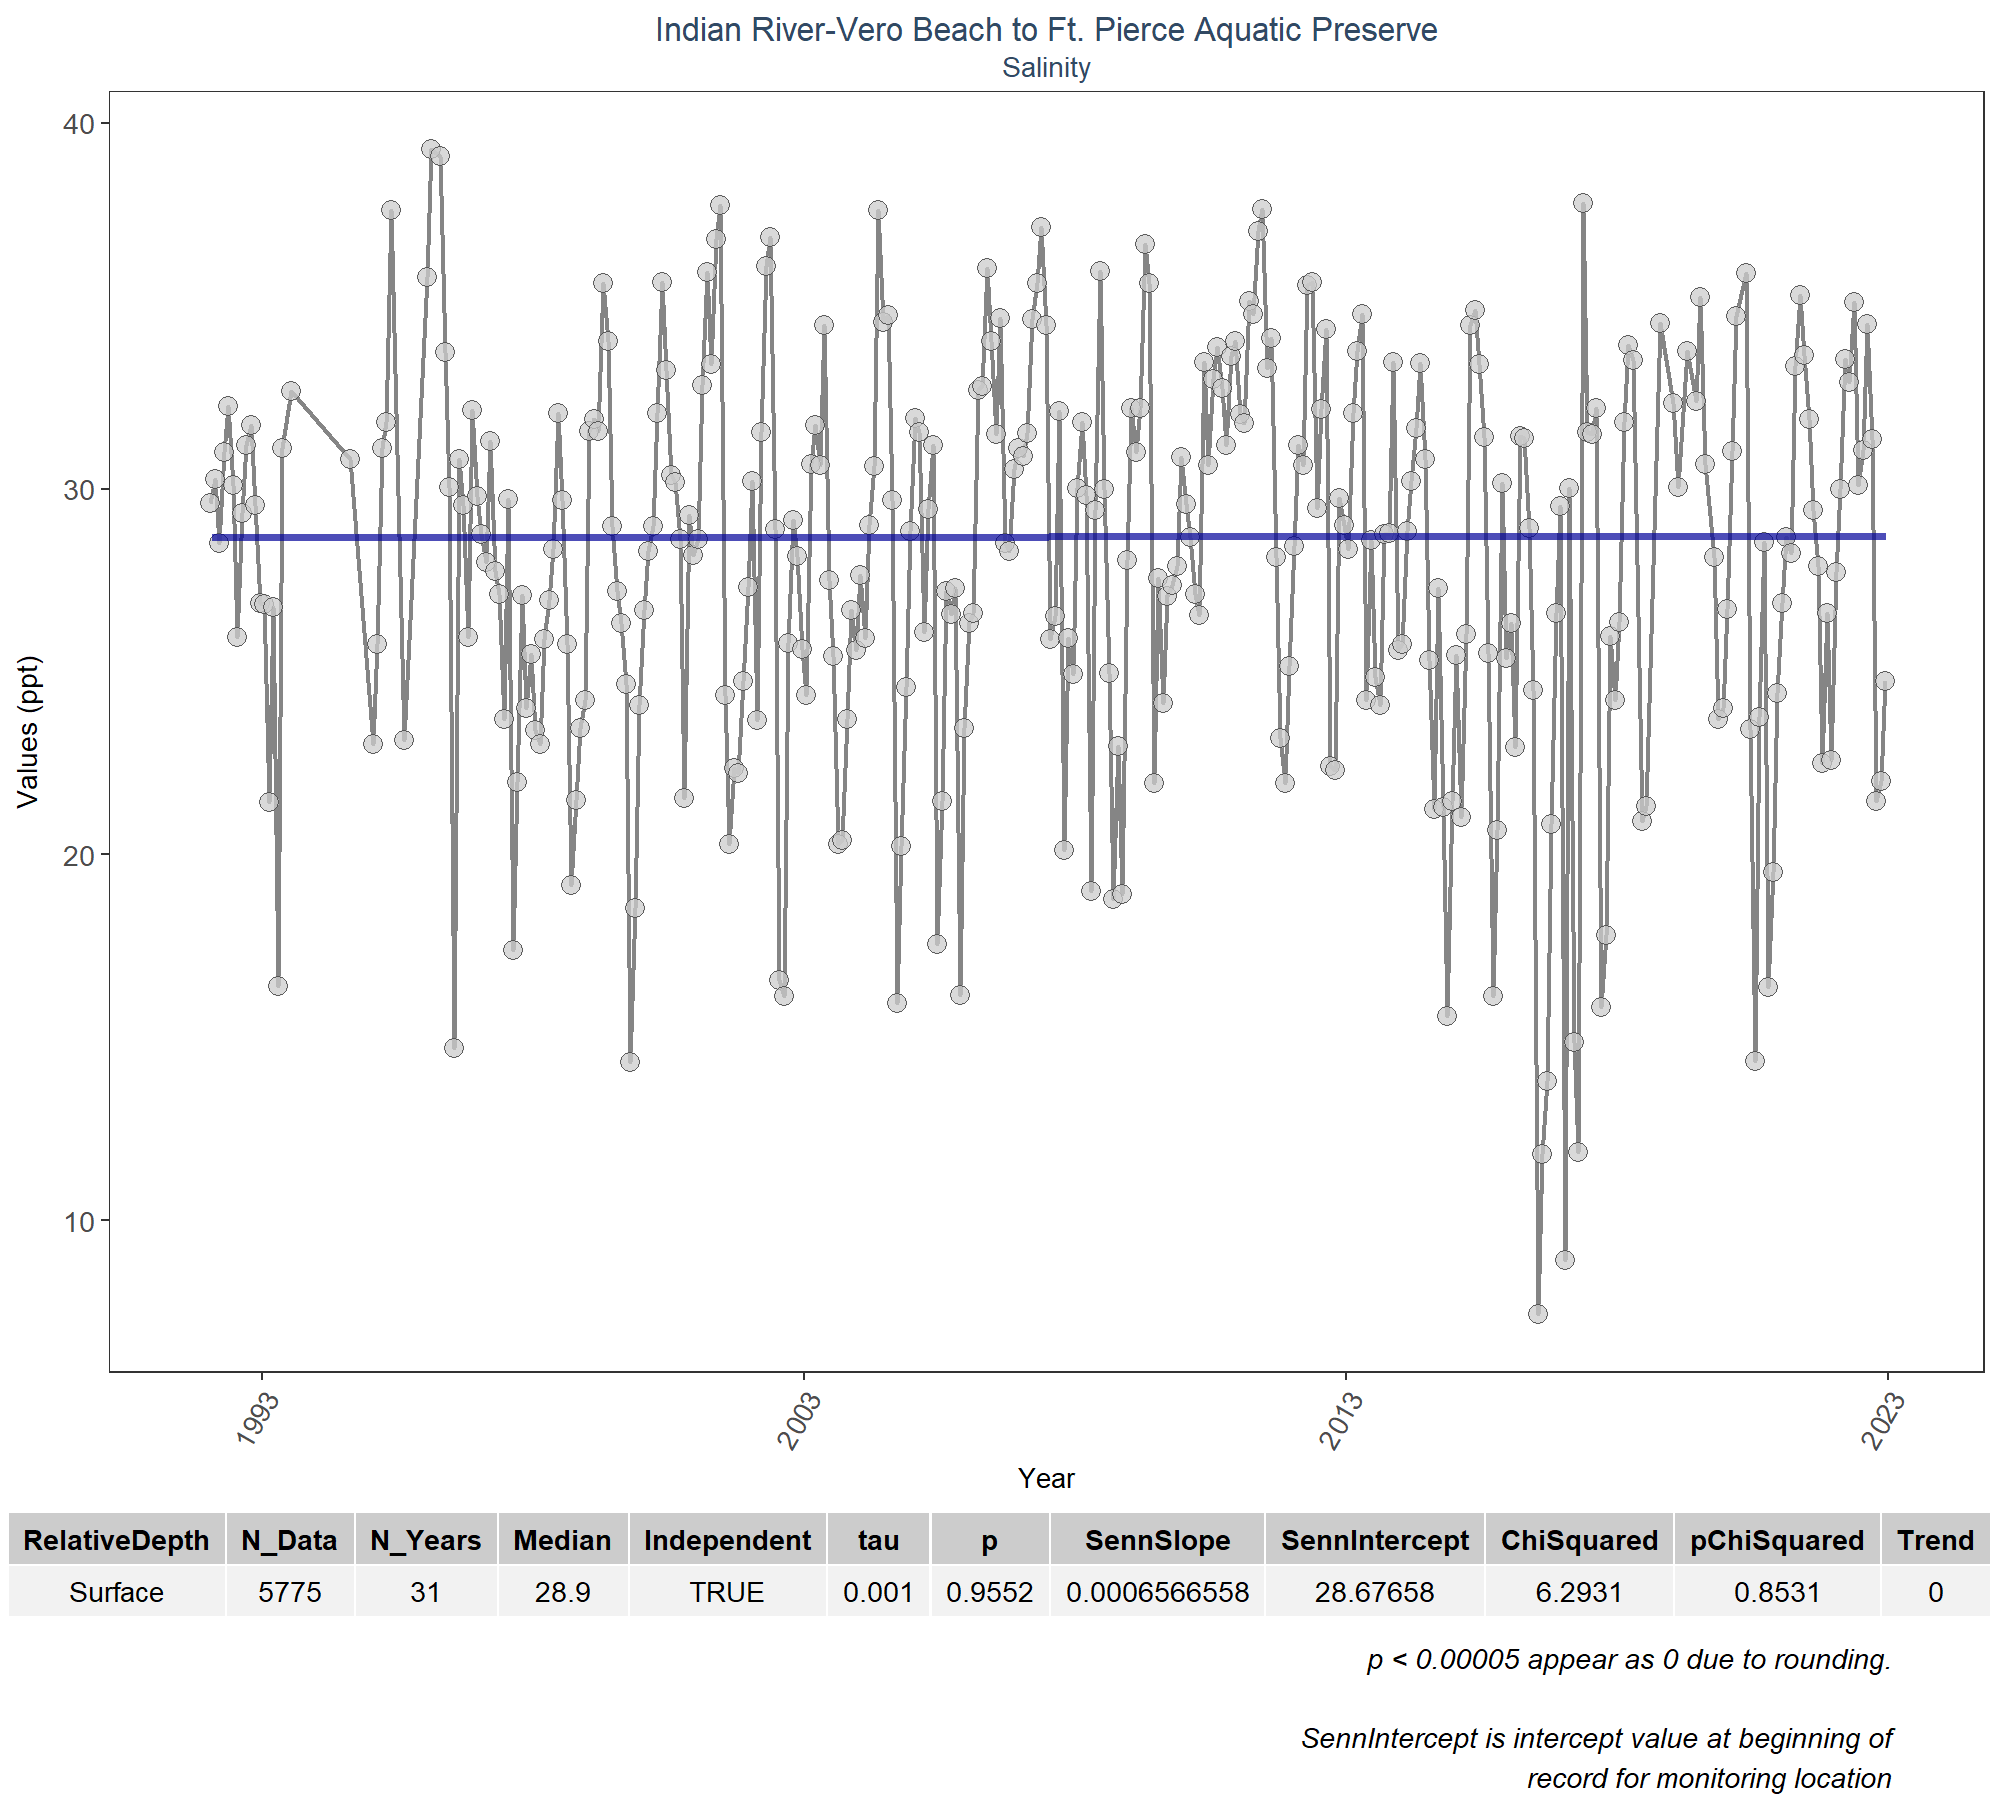 Indian River-Vero Beach to Ft. Pierce Aquatic Preserve
Salinity
40
30
20
10
Values (ppt)
1993
2003
2013
2023
Year
RelativeDepth N_Data N_Years Median Independent tau p SennSlope SennIntercept ChiSquared pChiSquared Trend
Surface 5775 31 28.9 TRUE 0.001 0.9552 0.0006566558 28.67658 6.2931 0.8531 0
p < 0.00005 appear as 0 due to rounding.
SennIntercept is intercept value at beginning of
record for monitoring location